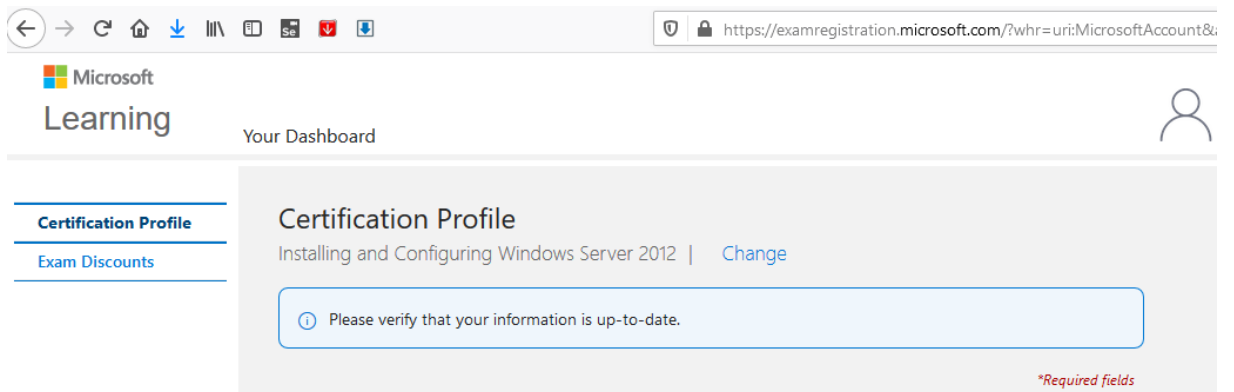 https://examregistration.microsoft.com/?whr=uri:MicrosoftAccount&
Se
Microsoft
Learning
Your Dashboard
Certification Profile
Exam Discounts
Certification Profile
Installing and Configuring Windows Server 2012 | Change
Please verify that your information is up-to-date.
*Required fields